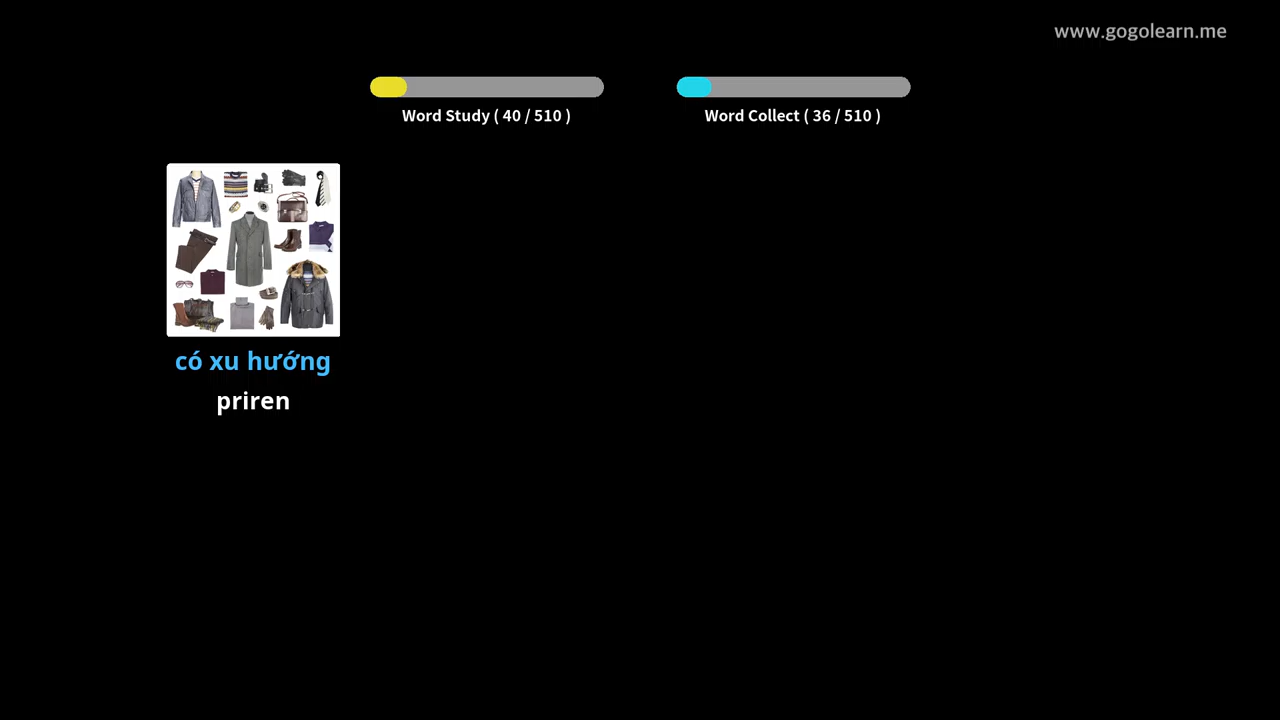 www.gogolearn.me
Word Study ( 40 / 510 )
Word Collect ( 36 / 510 )
có xu hướng
priren